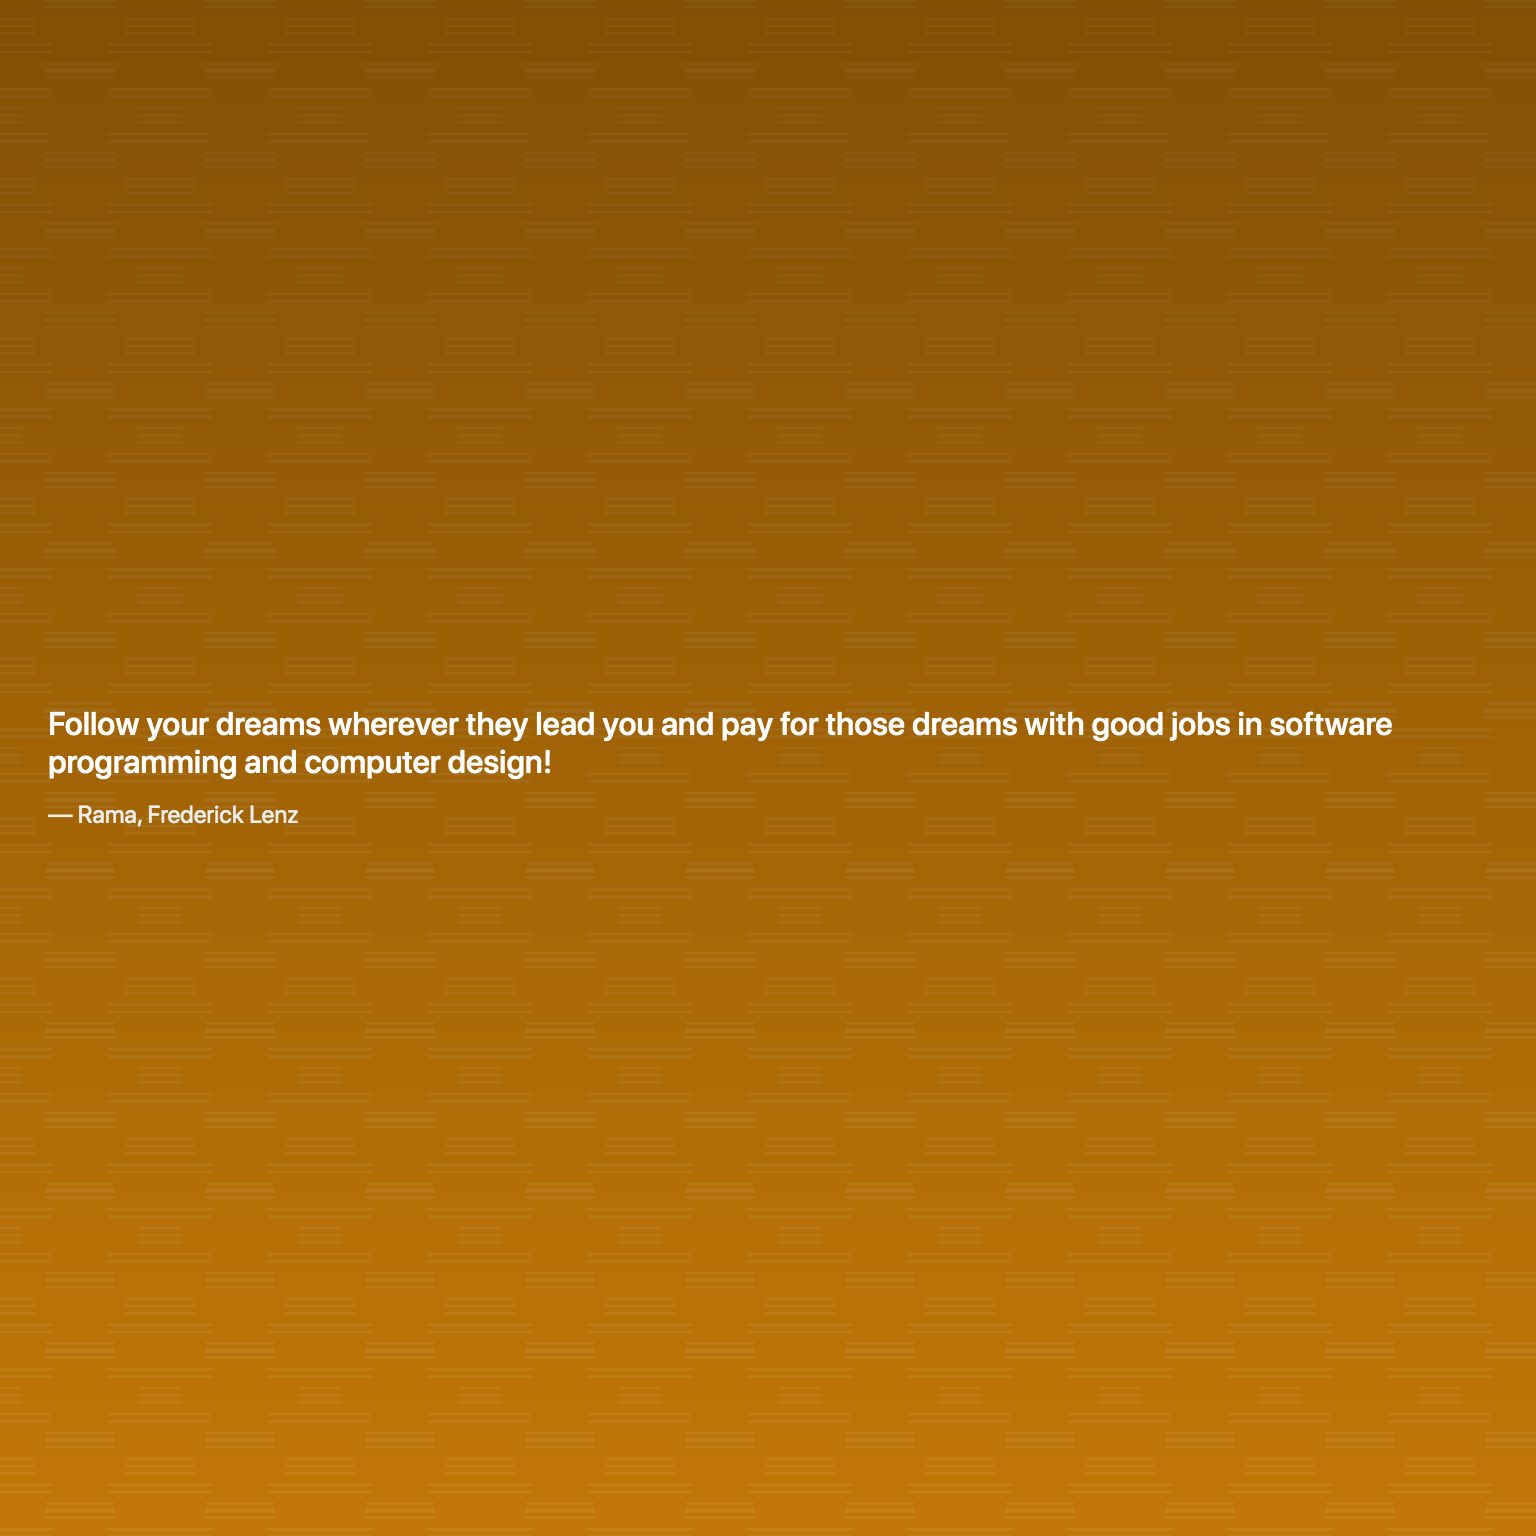 Follow your dreams wherever they lead you and pay for those dreams with good jobs in software
programming and computer design!
— Rama, Frederick Lenz